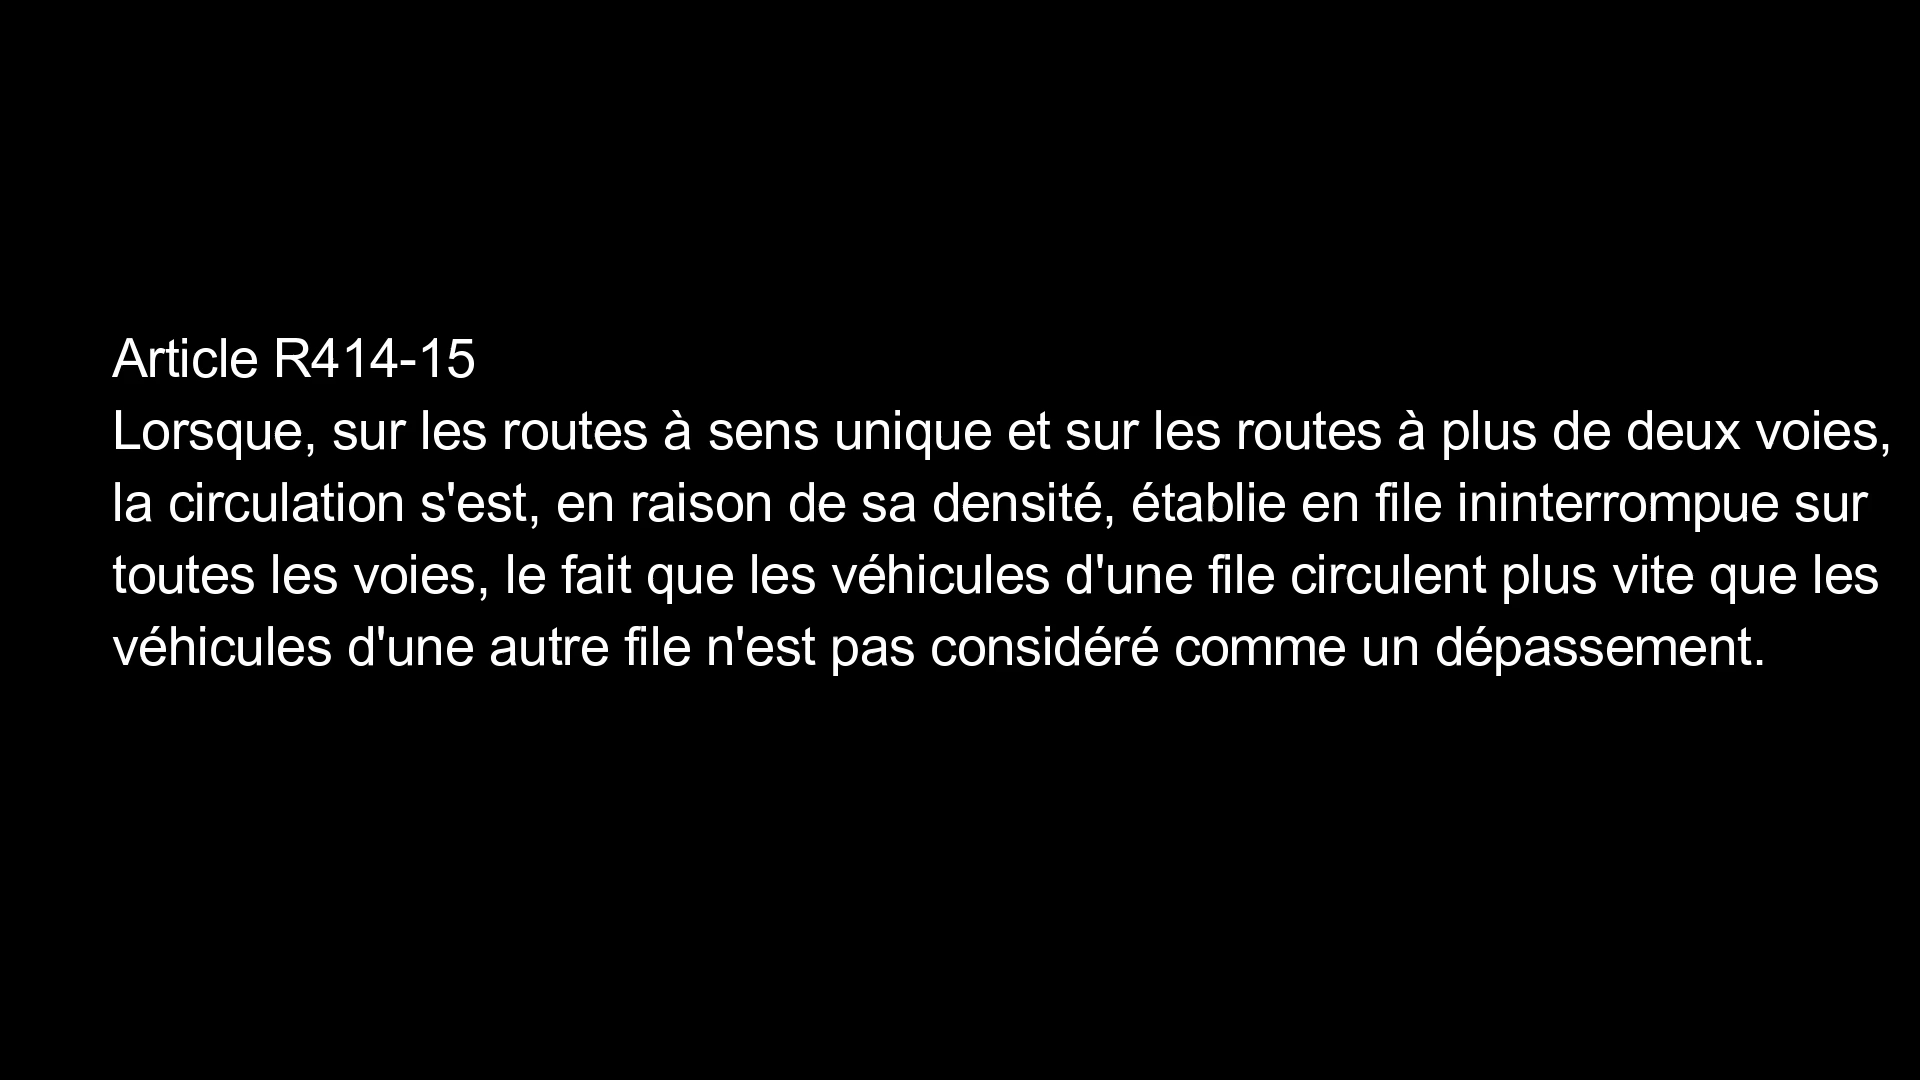 Article R414-15
Lorsque, sur les routes à sens unique et sur les routes à plus de deux voies,
la circulation s'est, en raison de sa densité, établie en file ininterrompue sur
toutes les voies, le fait que les véhicules d'une file circulent plus vite que les
véhicules d'une autre file n'est pas considéré comme un dépassement.